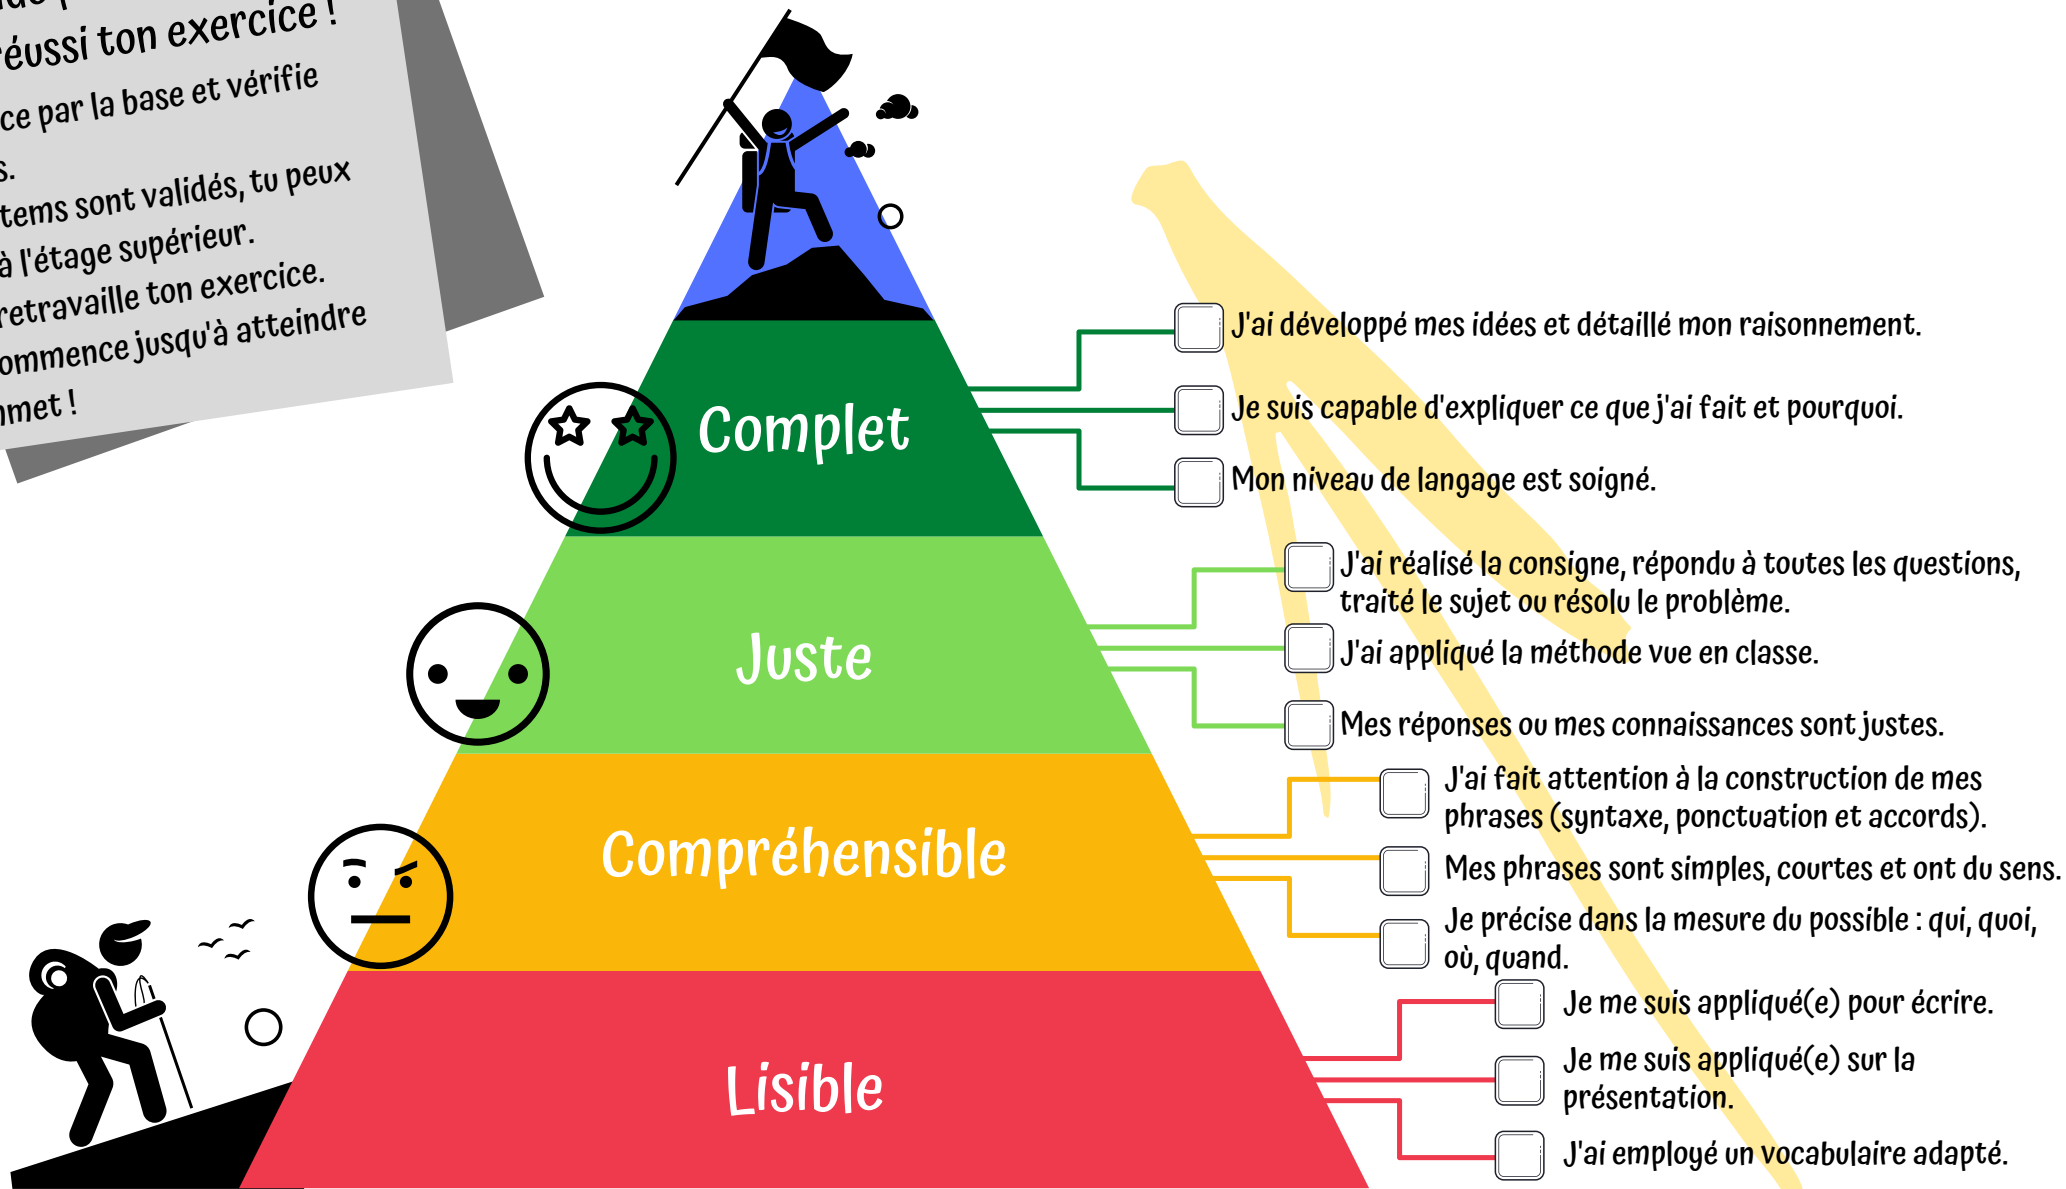 réussi ton exercice !
ce par la base et vérifie
s.
tems sont validés, tu peux
à l'étage supérieur.
retravaille ton exercice.
ommence jusqu'à atteindre
mmet !
Complet
J'ai développé mes idées et détaillé mon raisonnement.
Je suis capable d'expliquer ce que j'ai fait et pourquoi.
Mon niveau de langage est soigné.
Juste
J'ai réalisé la consigne, répondu à toutes les questions,
traité le sujet ou résolu le problème.
J'ai appliqué la méthode vue en classe.
Mes réponses ou mes connaissances sont justes.
Compréhensible
J'ai fait attention à la construction de mes
phrases (syntaxe, ponctuation et accords).
Mes phrases sont simples, courtes et ont du sens.
Je précise dans la mesure du possible : qui, quoi,
où, quand.
Lisible
Je me suis appliqué(e) pour écrire.
Je me suis appliqué(e) sur la
présentation.
J'ai employé un vocabulaire adapté.